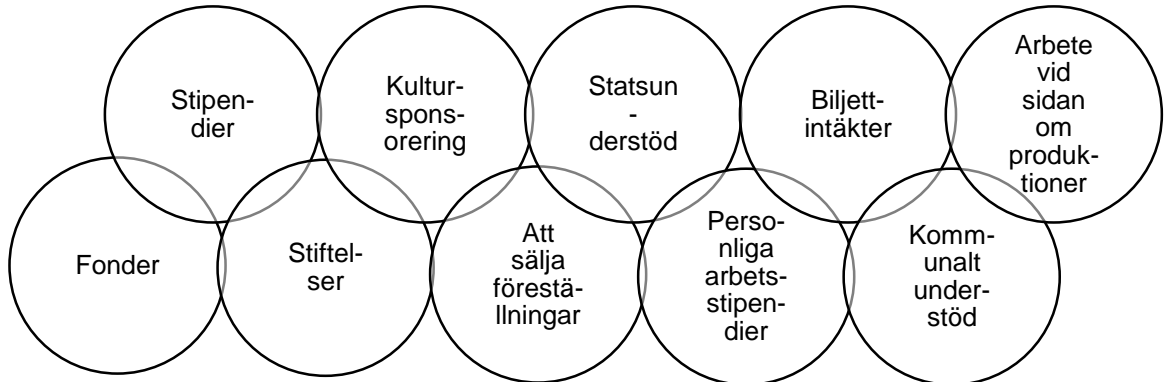 Stipen-
dier
Kultur-
spons-
orering
Statsun
-
derstöd
Biljett-
intäkter
Arbete
vid
sidan
om
produk-
tioner
Fonder
Stiftel-
ser
Att
sälja
förestä-
llningar
Perso-
nliga
arbets-
stipen-
dier
Komm-
unalt
under-
stöd